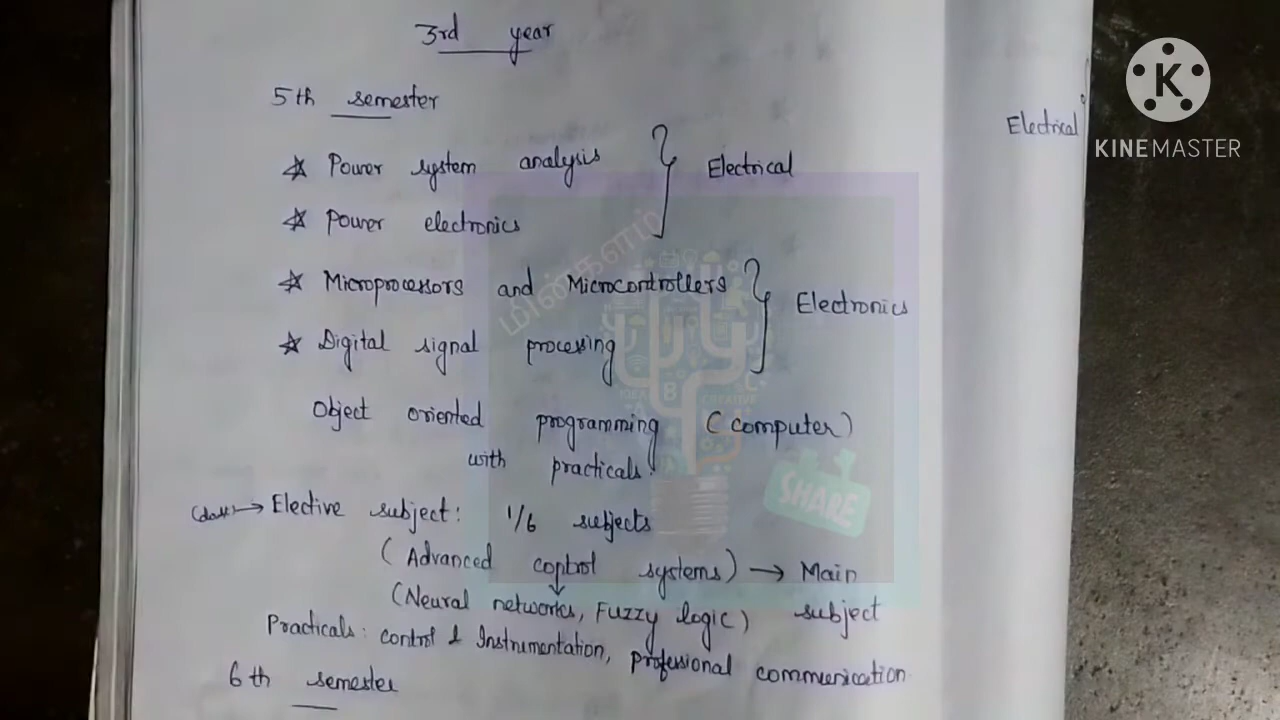 3rd year
5th semester
☆ Power system analysis } Electrical
☆ Power electronics
☆ Microprocessors and Microcontrollers } Electronics
☆ Digital signal processing
Object oriented programming (computer)
with practicals.
→ Elective subject: 1/6 subjects
(Advanced control systems) → Main
(Neural networks, Fuzzy logic) subject
Practicals: control & Instrumentation, professional communication
6th semester
Electrical
KINEMASTER
மின்களம்
CREATIVE
SHARE